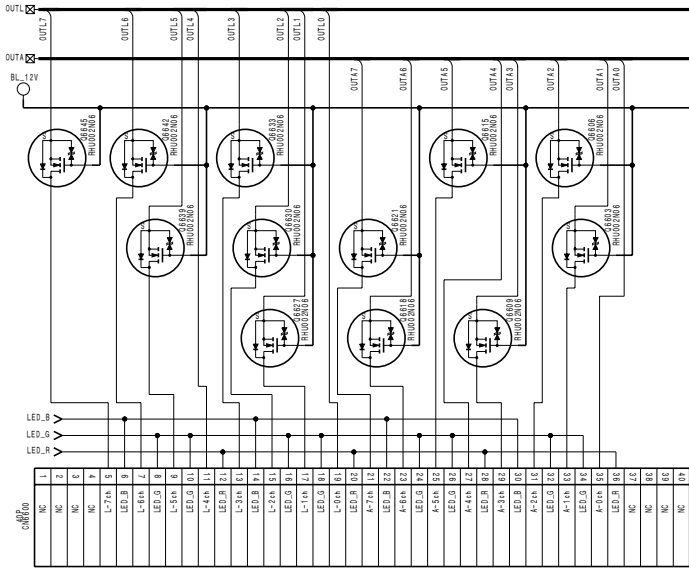 OUTL
OUTL7
OUTL6
OUTL5
OUTL4
OUTL3
OUTL2
OUTL1
OUTL0
OUTA
OUTA7
OUTA6
OUTA5
OUTA4
OUTA3
OUTA2
OUTA1
OUTA0
BL_12V
S
Q6645
RHU002N06
S
Q6642
RHU002N06
S
Q6633
RHU002N06
S
Q6615
RHU002N06
S
Q6606
RHU002N06
S
Q6639
RHU002N06
S
Q6630
RHU002N06
S
Q6621
RHU002N06
S
Q6603
RHU002N06
S
Q6627
RHU002N06
S
Q6618
RHU002N06
S
Q6609
RHU002N06
LED_B
LED_G
LED_R
40P
CN6600
1 NC
2 NC
3 NC
4 NC
5 L-7ch
6 LED_B
7 L-6ch
8 LED_G
9 L-5ch
10 LED_G
11 L-4ch
12 LED_R
13 L-3ch
14 LED_B
15 L-2ch
16 LED_G
17 L-1ch
18 LED_G
19 L-0ch
20 LED_R
21 A-7ch
22 LED_B
23 A-6ch
24 LED_G
25 A-5ch
26 LED_G
27 A-4ch
28 LED_R
29 A-3ch
30 LED_B
31 A-2ch
32 LED_G
33 A-1ch
34 LED_G
35 A-0ch
36 LED_R
37 NC
38 NC
39 NC
40 NC